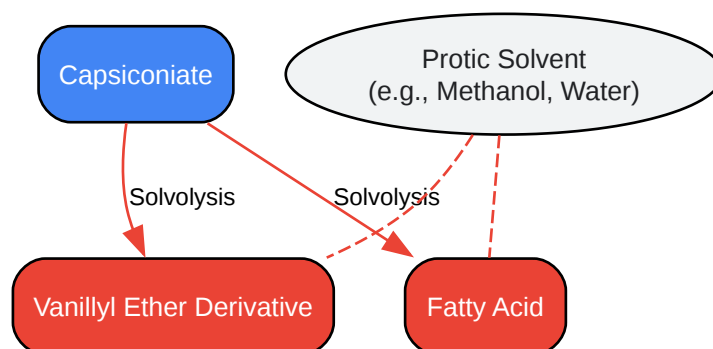 Capsiconiate
Protic Solvent
(e.g., Methanol, Water)
Solvolysis
Solvolysis
Vanillyl Ether Derivative
Fatty Acid